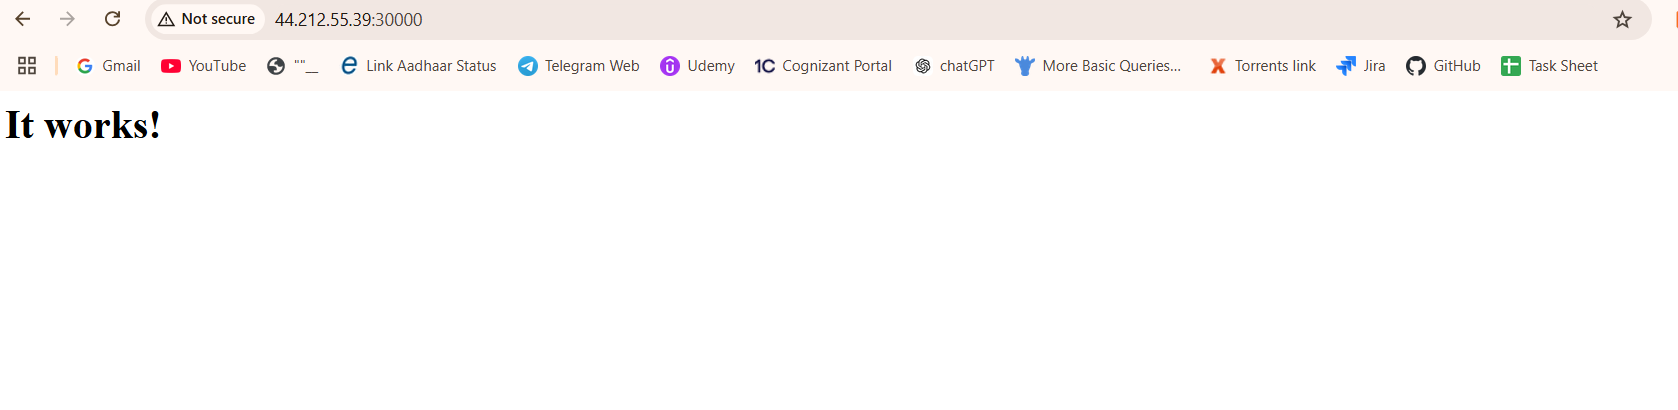 Not secure 44.212.55.39:30000
Gmail YouTube ""__ Link Aadhaar Status Telegram Web Udemy 1C Cognizant Portal chatGPT More Basic Queries... Torrents link Jira GitHub Task Sheet
It works!